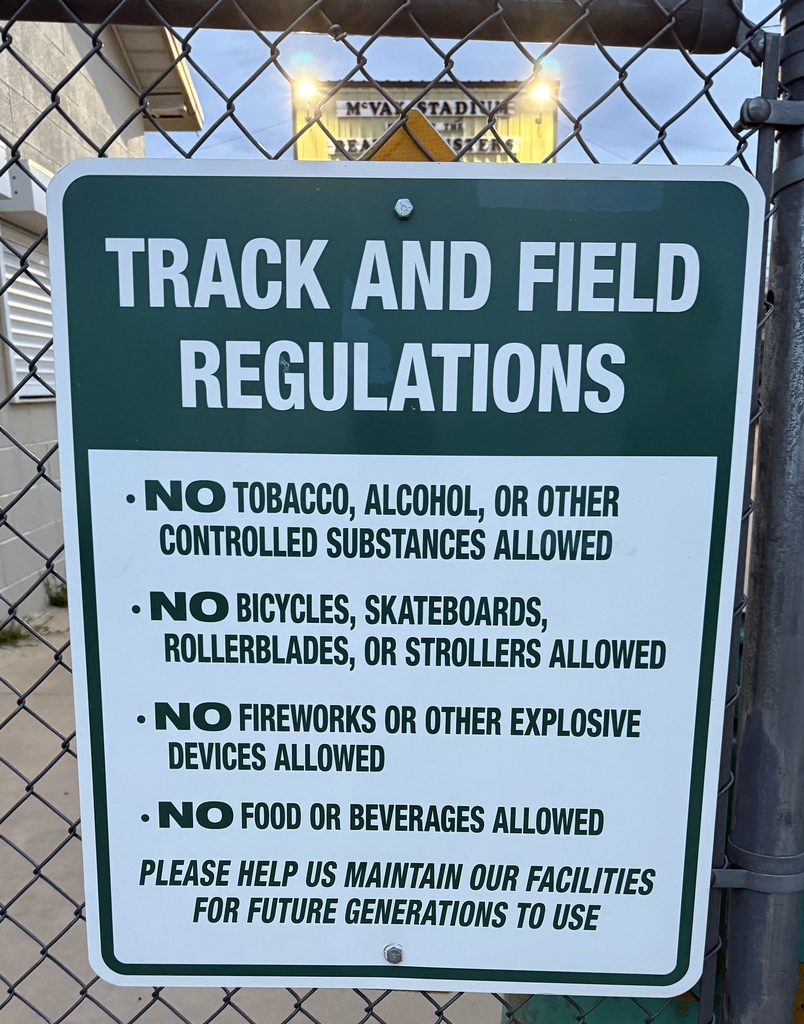 McVAY STADIUM
THE
TRACK AND FIELD
REGULATIONS
• NO TOBACCO, ALCOHOL, OR OTHER
CONTROLLED SUBSTANCES ALLOWED
• NO BICYCLES, SKATEBOARDS,
ROLLERBLADES, OR STROLLERS ALLOWED
• NO FIREWORKS OR OTHER EXPLOSIVE
DEVICES ALLOWED
• NO FOOD OR BEVERAGES ALLOWED
PLEASE HELP US MAINTAIN OUR FACILITIES
FOR FUTURE GENERATIONS TO USE